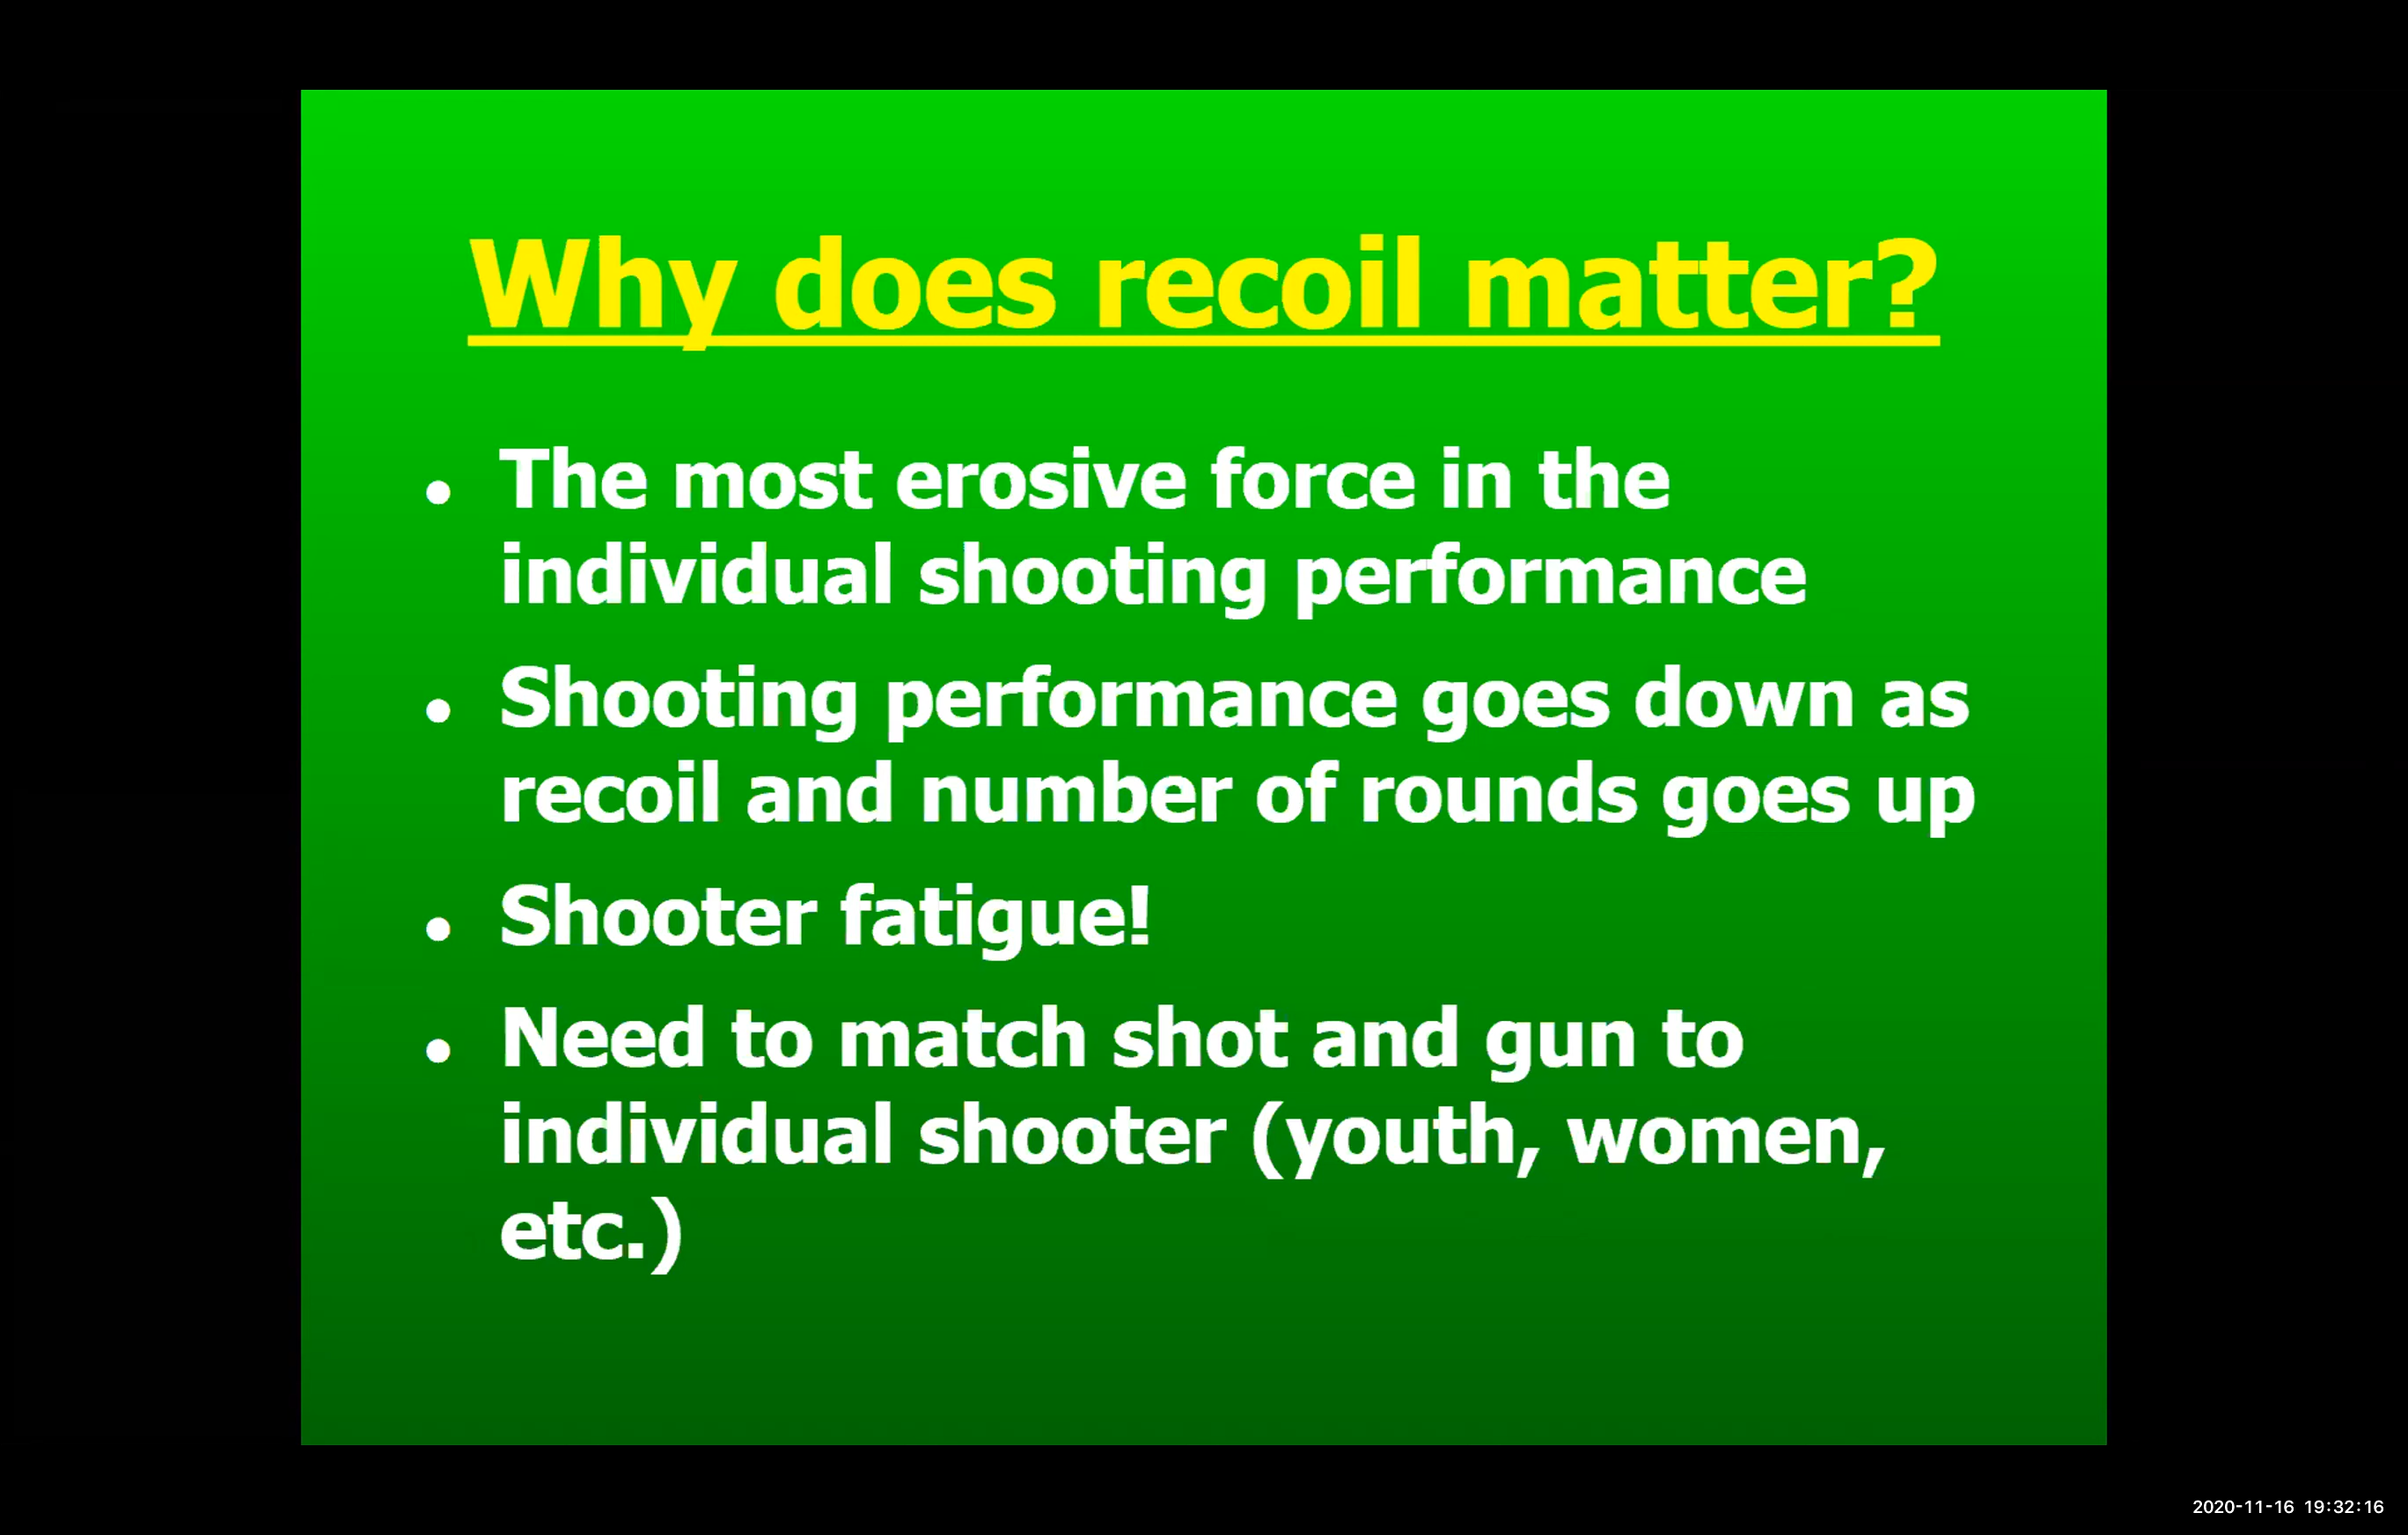 Why does recoil matter?
• The most erosive force in the
individual shooting performance
• Shooting performance goes down as
recoil and number of rounds goes up
• Shooter fatigue!
• Need to match shot and gun to
individual shooter (youth, women,
etc.)
2020-11-16 19:32:16